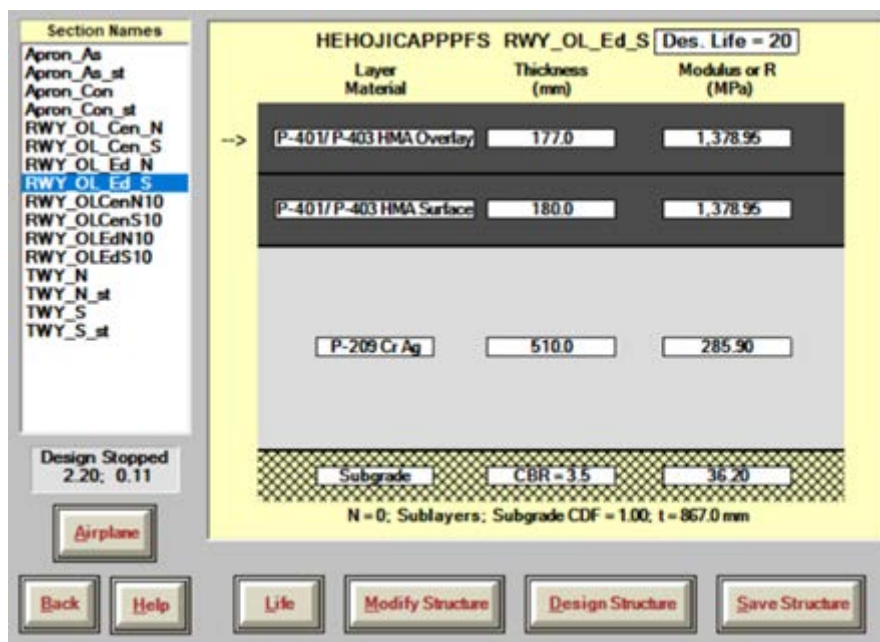 Section Names
Apron_As
Apron_As_st
Apron_Con
Apron_Con_st
RWY_OL_Cen_N
RWY_OL_Cen_S
RWY_OL_Ed_N
RWY_OL_Ed_S
RWY_OLCenN10
RWY_OLCenS10
RWY_OLEdN10
RWY_OLEdS10
TWY_N
TWY_N_st
TWY_S
TWY_S_st
Design Stopped
2.20; 0.11
Airplane
Back Help
HEHOJICAPPPFS RWY_OL_Ed_S Des. Life = 20
Layer Thickness Modulus or R
Material (mm) (MPa)
--> P-401/ P-403 HMA Overlay 177.0 1,378.95
P-401/ P-403 HMA Surface 180.0 1,378.95
P-209 Cr Ag 510.0 285.90
Subgrade CBR = 3.5 36.20
N = 0; Sublayers; Subgrade CDF = 1.00; t = 867.0 mm
Life Modify Structure Design Structure Save Structure